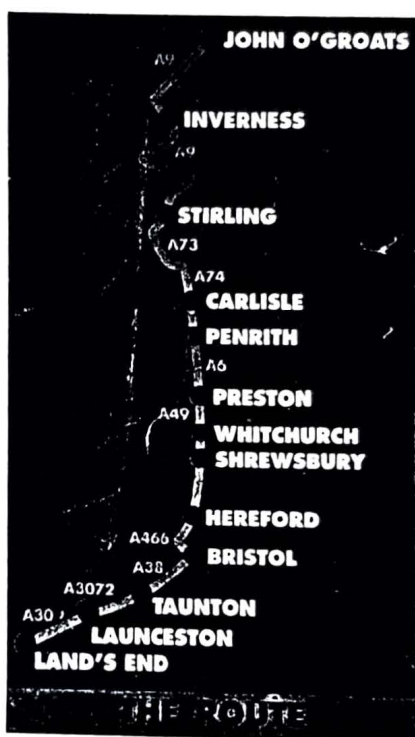 JOHN O'GROATS
A9
INVERNESS
A9
STIRLING
A73
A74
CARLISLE
PENRITH
A6
PRESTON
A49
WHITCHURCH
SHREWSBURY
HEREFORD
A466
BRISTOL
A38
A3072
TAUNTON
A30
LAUNCESTON
LAND'S END
THE ROUTE